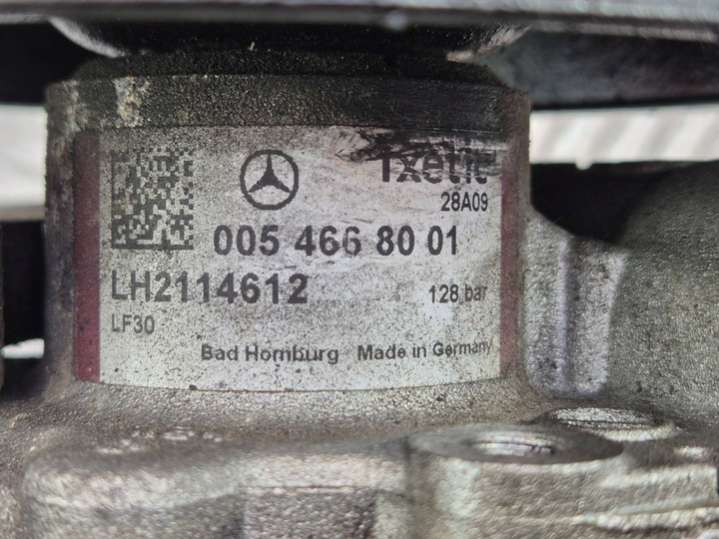 ixetic
28A09
005 466 80 01
LH2114612
128 bar
LF30
Bad Homburg Made in Germany